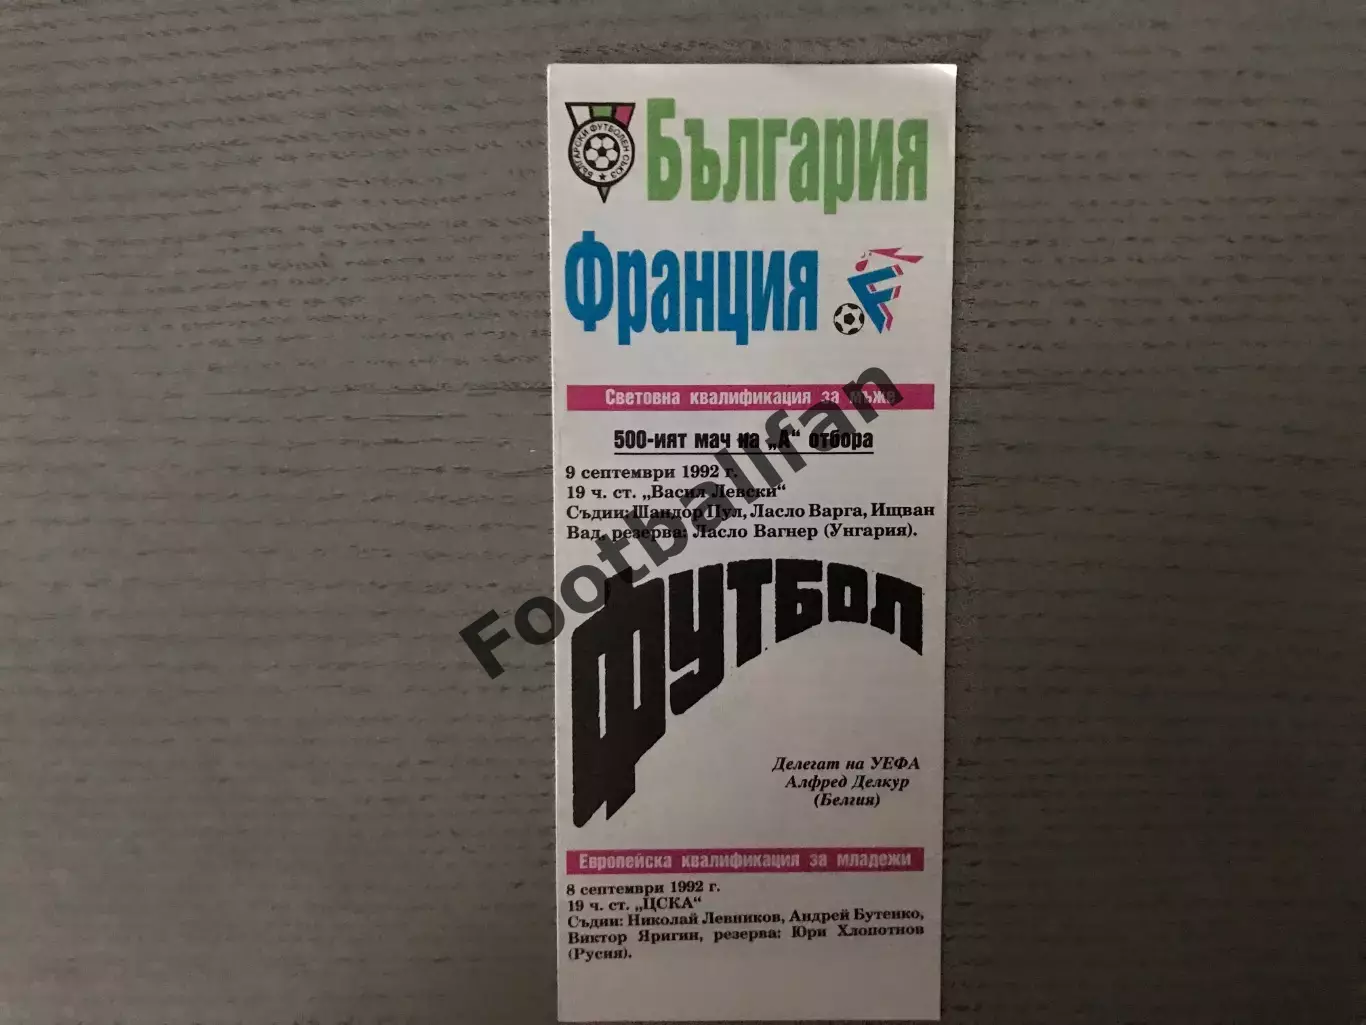 БЪЛГАРСКИ ФУТБОЛЕН СЪЮЗ
България
Франция
F
Световна квалификация за мъже
500-ият мач на „А“ отбора
9 септември 1992 г.
19 ч. ст. „Васил Левски“
Съдии: Шандор Пул, Ласло Варга, Ищван
Вад, резерва: Ласло Вагнер (Унгария).
Footballfan
ФУТБОЛ
Делегат на УЕФА
Алфред Делкур
(Белгия)
Европейска квалификация за младежи
8 септември 1992 г.
19 ч. ст. „ЦСКА“
Съдии: Николай Левников, Андрей Бутенко,
Виктор Яригин, резерва: Юри Хлопотнов
(Русия).